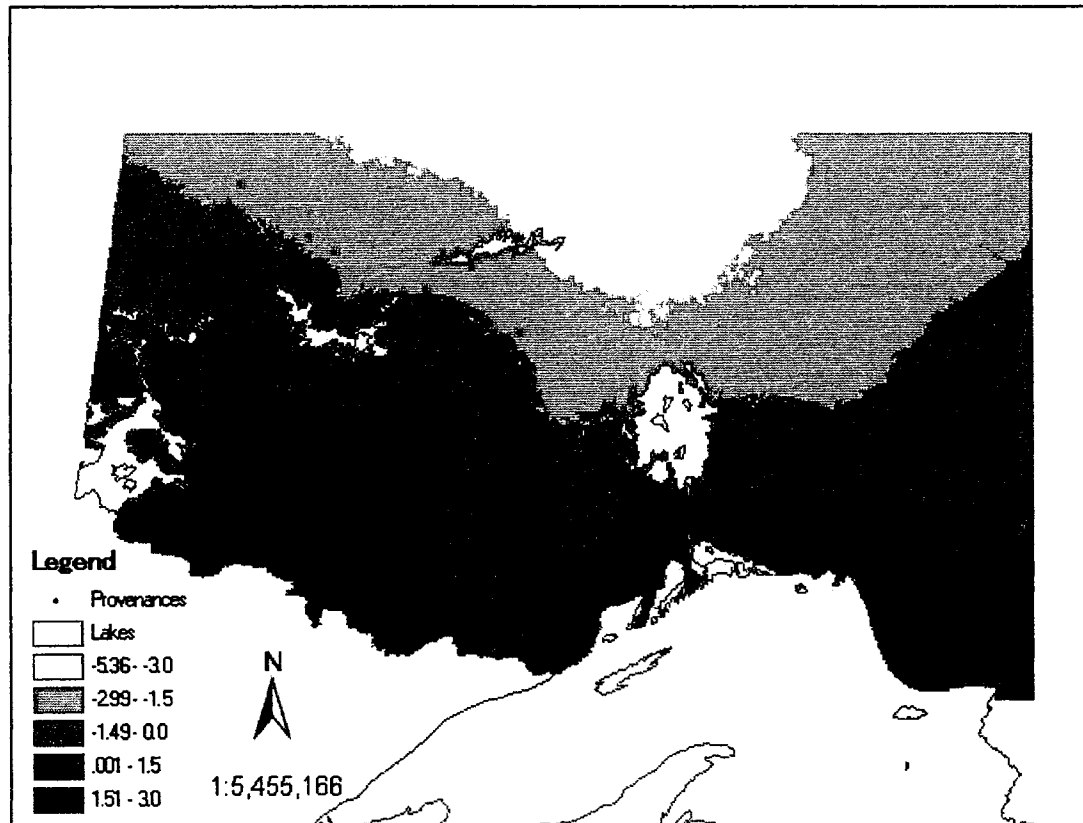 Legend
Provenances
Lakes
-5.36 - -3.0
-2.99 - -1.5
-1.49 - 0.0
.001 - 1.5
1.51 - 3.0
N
1:5,455,166